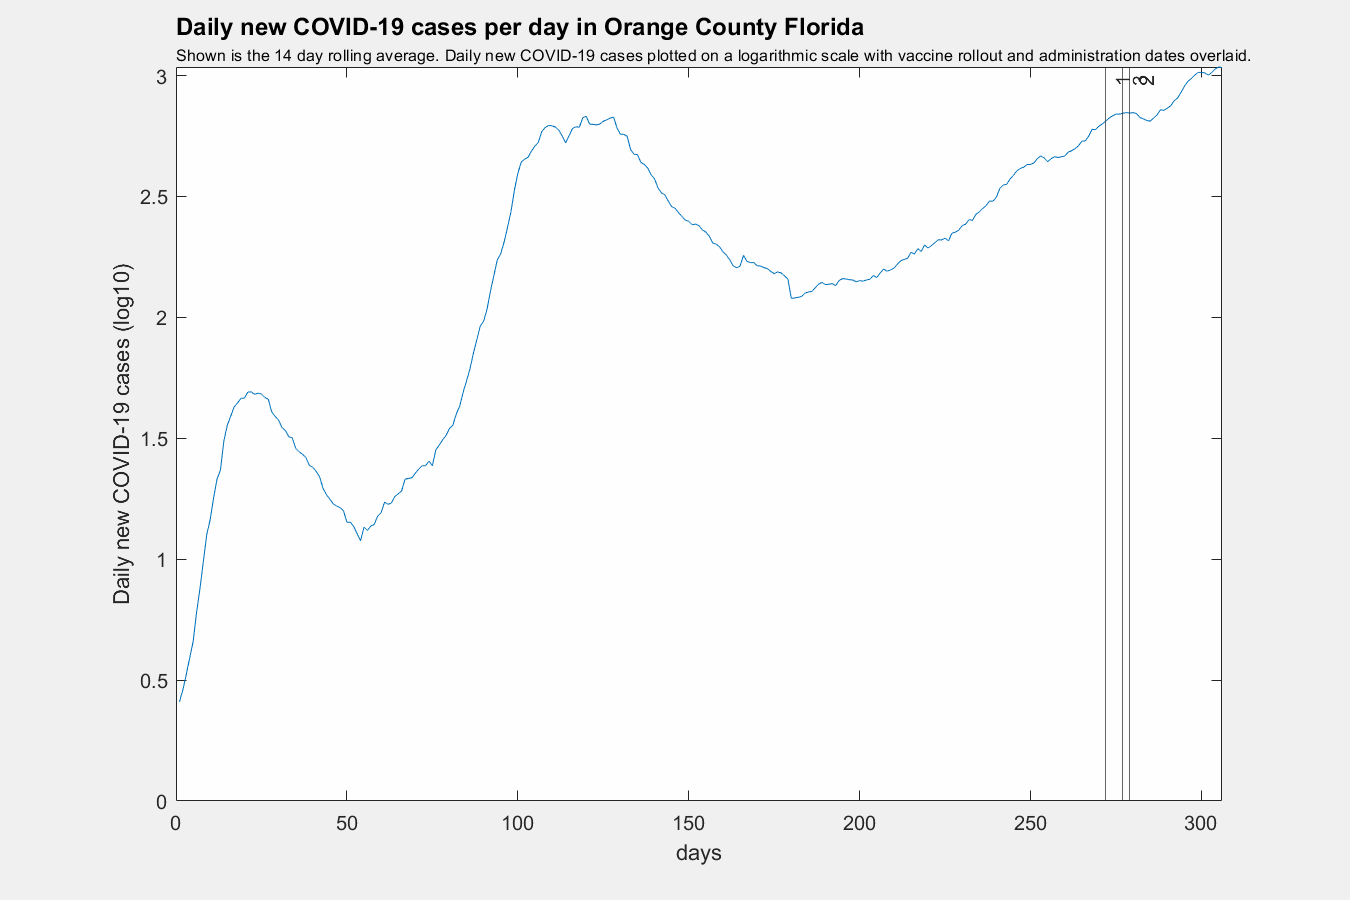 Daily new COVID-19 cases per day in Orange County Florida
Shown is the 14 day rolling average. Daily new COVID-19 cases plotted on a logarithmic scale with vaccine rollout and administration dates overlaid.
3
2.5
2
1.5
1
0.5
0
Daily new COVID-19 cases (log10)
1
3
2
0 50 100 150 200 250 300
days